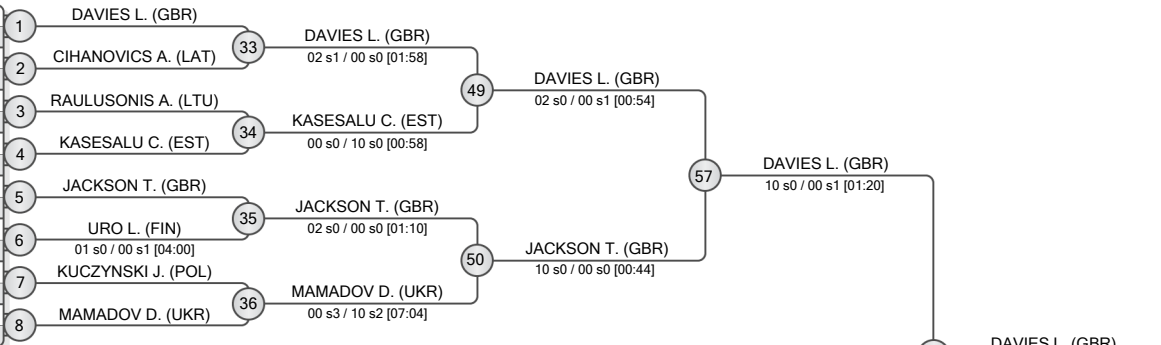 DAVIES L. (GBR)
1
33
DAVIES L. (GBR)
02 s1 / 00 s0 [01:58]
CIHANOVICS A. (LAT)
2
49
DAVIES L. (GBR)
02 s0 / 00 s1 [00:54]
RAULUSONIS A. (LTU)
3
34
KASESALU C. (EST)
00 s0 / 10 s0 [00:58]
KASESALU C. (EST)
4
57
DAVIES L. (GBR)
10 s0 / 00 s1 [01:20]
JACKSON T. (GBR)
5
35
JACKSON T. (GBR)
02 s0 / 00 s0 [01:10]
URO L. (FIN)
6
01 s0 / 00 s1 [04:00]
50
JACKSON T. (GBR)
10 s0 / 00 s0 [00:44]
KUCZYNSKI J. (POL)
7
36
MAMADOV D. (UKR)
00 s3 / 10 s2 [07:04]
MAMADOV D. (UKR)
8
DAVIES L. (GBR)